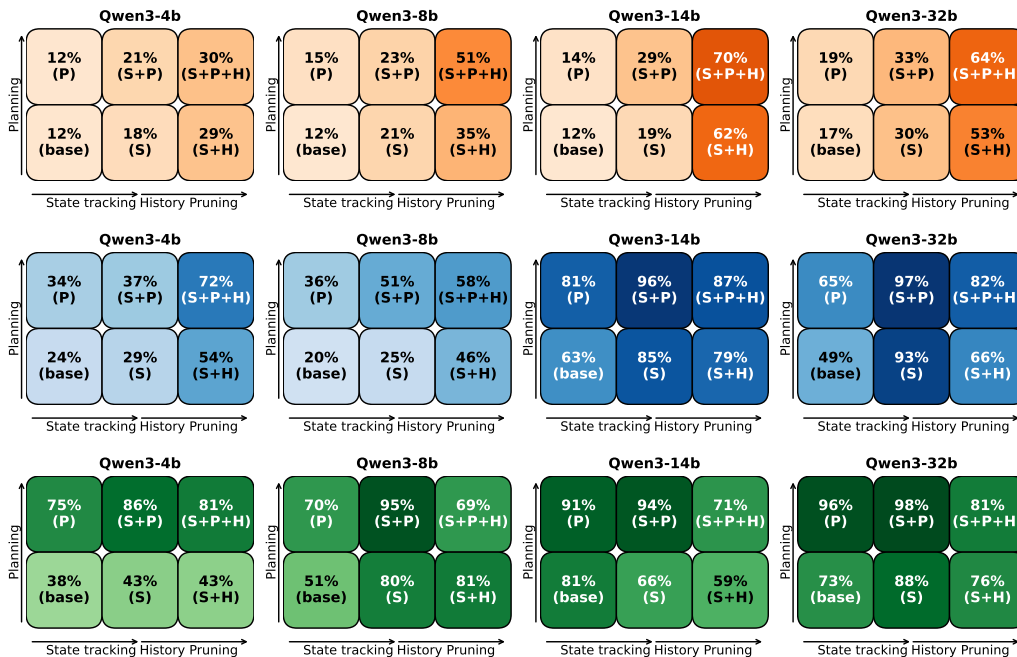 Qwen3-4b
Qwen3-8b
Qwen3-14b
Qwen3-32b
Planning
12%
(P)
21%
(S+P)
30%
(S+P+H)
12%
(base)
18%
(S)
29%
(S+H)
State tracking History Pruning
Planning
15%
(P)
23%
(S+P)
51%
(S+P+H)
12%
(base)
21%
(S)
35%
(S+H)
State tracking History Pruning
Planning
14%
(P)
29%
(S+P)
70%
(S+P+H)
12%
(base)
19%
(S)
62%
(S+H)
State tracking History Pruning
Planning
19%
(P)
33%
(S+P)
64%
(S+P+H
17%
(base)
30%
(S)
53%
(S+H)
State tracking History Pruning
Qwen3-4b
Qwen3-8b
Qwen3-14b
Qwen3-32b
Planning
34%
(P)
37%
(S+P)
72%
(S+P+H)
24%
(base)
29%
(S)
54%
(S+H)
State tracking History Pruning
Planning
36%
(P)
51%
(S+P)
58%
(S+P+H)
20%
(base)
25%
(S)
46%
(S+H)
State tracking History Pruning
Planning
81%
(P)
96%
(S+P)
87%
(S+P+H)
63%
(base)
85%
(S)
79%
(S+H)
State tracking History Pruning
Planning
65%
(P)
97%
(S+P)
82%
(S+P+H
49%
(base)
93%
(S)
66%
(S+H)
State tracking History Pruning
Qwen3-4b
Qwen3-8b
Qwen3-14b
Qwen3-32b
Planning
75%
(P)
86%
(S+P)
81%
(S+P+H)
38%
(base)
43%
(S)
43%
(S+H)
State tracking History Pruning
Planning
70%
(P)
95%
(S+P)
69%
(S+P+H)
51%
(base)
80%
(S)
81%
(S+H)
State tracking History Pruning
Planning
91%
(P)
94%
(S+P)
71%
(S+P+H)
81%
(base)
66%
(S)
59%
(S+H)
State tracking History Pruning
Planning
96%
(P)
98%
(S+P)
81%
(S+P+H
73%
(base)
88%
(S)
76%
(S+H)
State tracking History Pruning